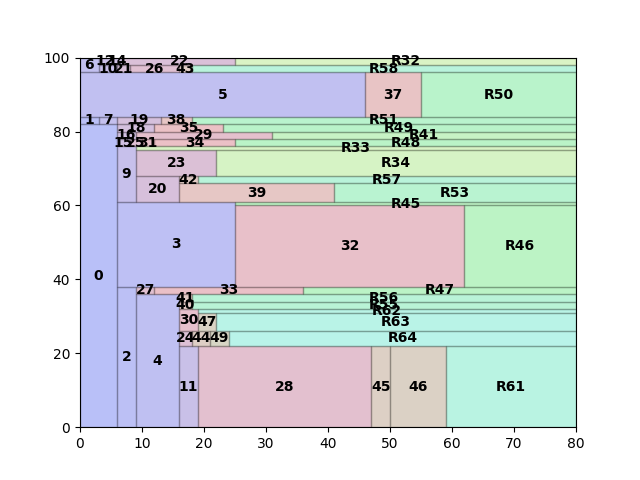 100
6 12 14 22 R32
10 21 26 43 R58
5 37 R50
1 7 19 38 R51
80
18 35 R49
16 29 R41
15 25 31 34 R48
R33
23 R34
9 42 R57
20 39 R53
60
R45
3 32 R46
0
40
27 33 R47
41 R56
40 R55
R62
30 47 R63
24 44 49 R64
20
2 4
11 28 45 46 R61
0
0 10 20 30 40 50 60 70 80